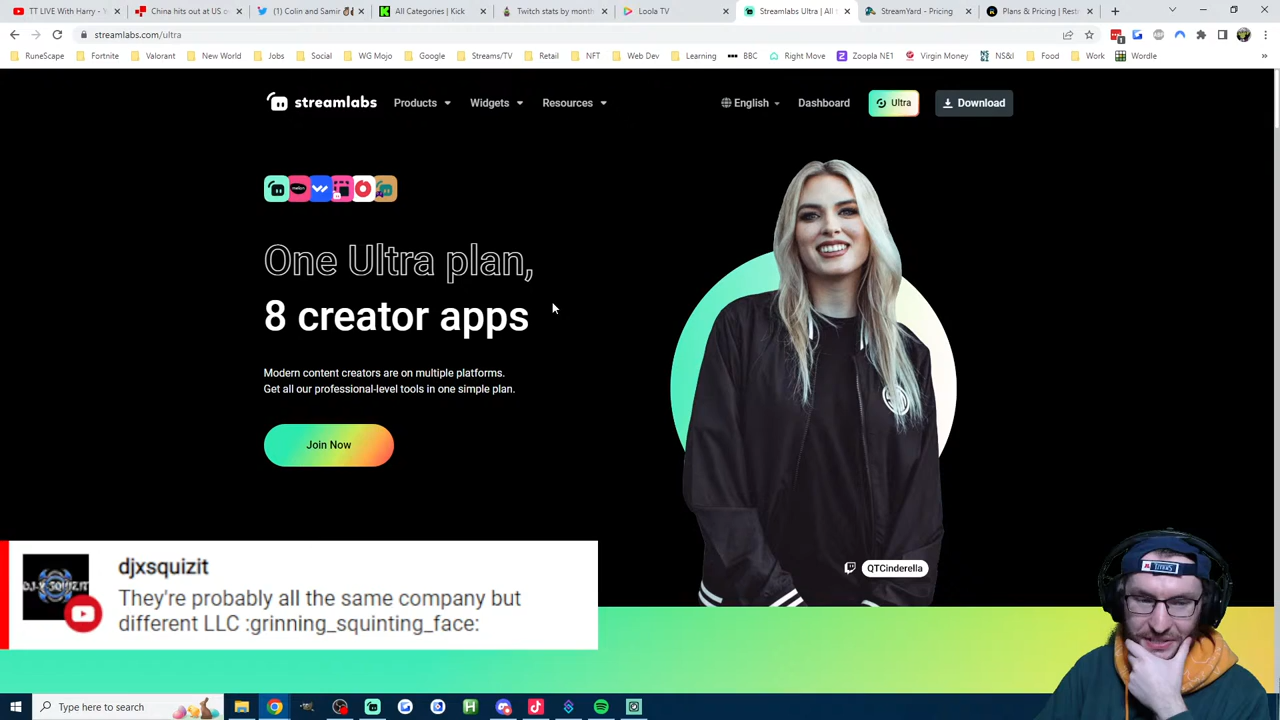 TT LIVE With Harry - Y
China hits out at US o
(1) Colin and Samir
All Categories | Kick
Twitch stats by month
Loola TV
Streamlabs Ultra | All
StreamYard - Pricing
Plans & Pricing | Rest
streamlabs.com/ultra
1
RuneScape
Fortnite
Valorant
New World
Jobs
Social
WG Mojo
Google
Streams/TV
Retail
NFT
Web Dev
Learning
BBC
Right Move
Zoopla NE1
Virgin Money
NS&I
Food
Work
Wordle
streamlabs
Products
Widgets
Resources
English
Dashboard
Ultra
Download
One Ultra plan,
8 creator apps
Modern content creators are on multiple platforms.
Get all our professional-level tools in one simple plan.
Join Now
QTCinderella
djxsquizit
They're probably all the same company but
different LLC :grinning_squinting_face:
Type here to search